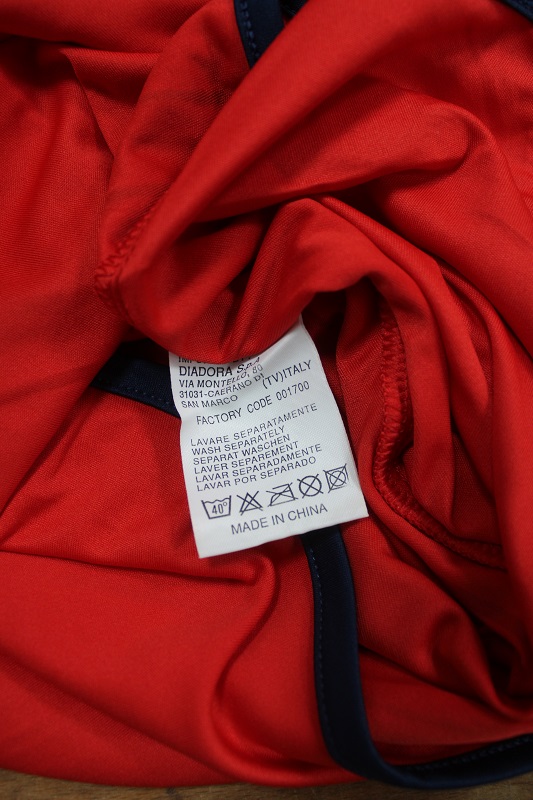 DIADORA S.P.A
VIA MONTELLO, 80
31031-CAERANO DI
SAN MARCO (TV)ITALY
FACTORY CODE 001700
LAVARE SEPARATAMENTE
WASH SEPARATELY
SEPARAT WASCHEN
LAVER SEPAREMENT
LAVAR SEPARADAMENTE
LAVAR POR SEPARADO
40°
MADE IN CHINA